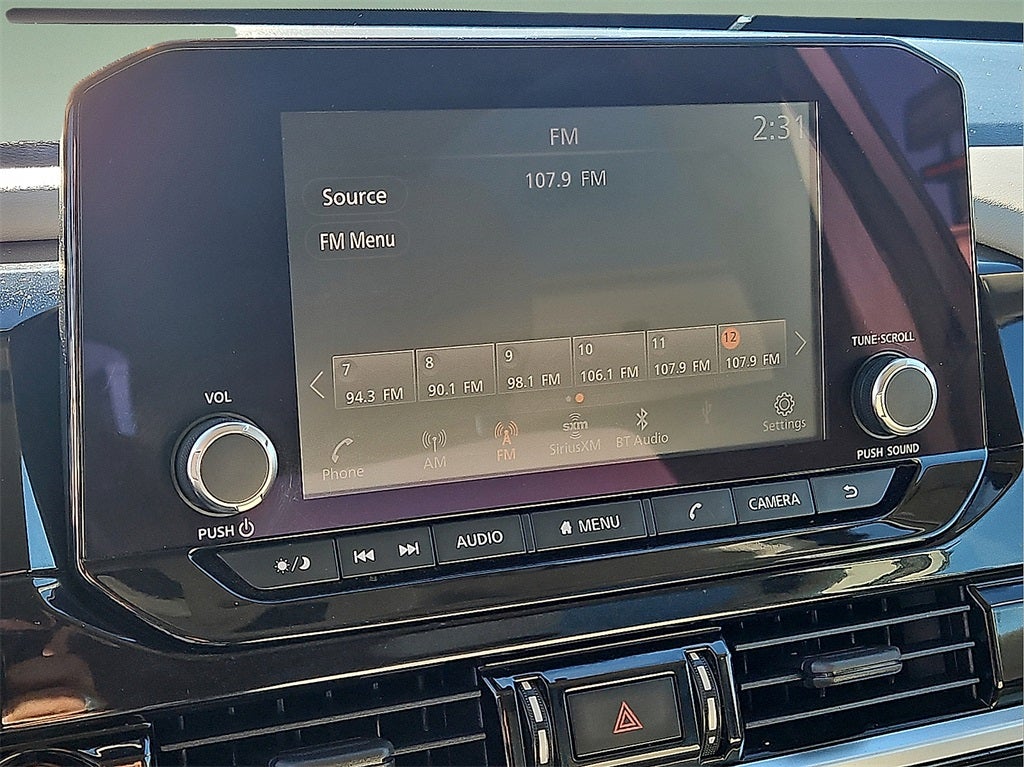 FM
2:31
107.9 FM
Source
FM Menu
7 8 9 10 11 12
94.3 FM 90.1 FM 98.1 FM 106.1 FM 107.9 FM 107.9 FM
sxm
Phone AM FM SiriusXM BT Audio Settings
VOL
PUSH
TUNE·SCROLL
PUSH SOUND
AUDIO MENU CAMERA